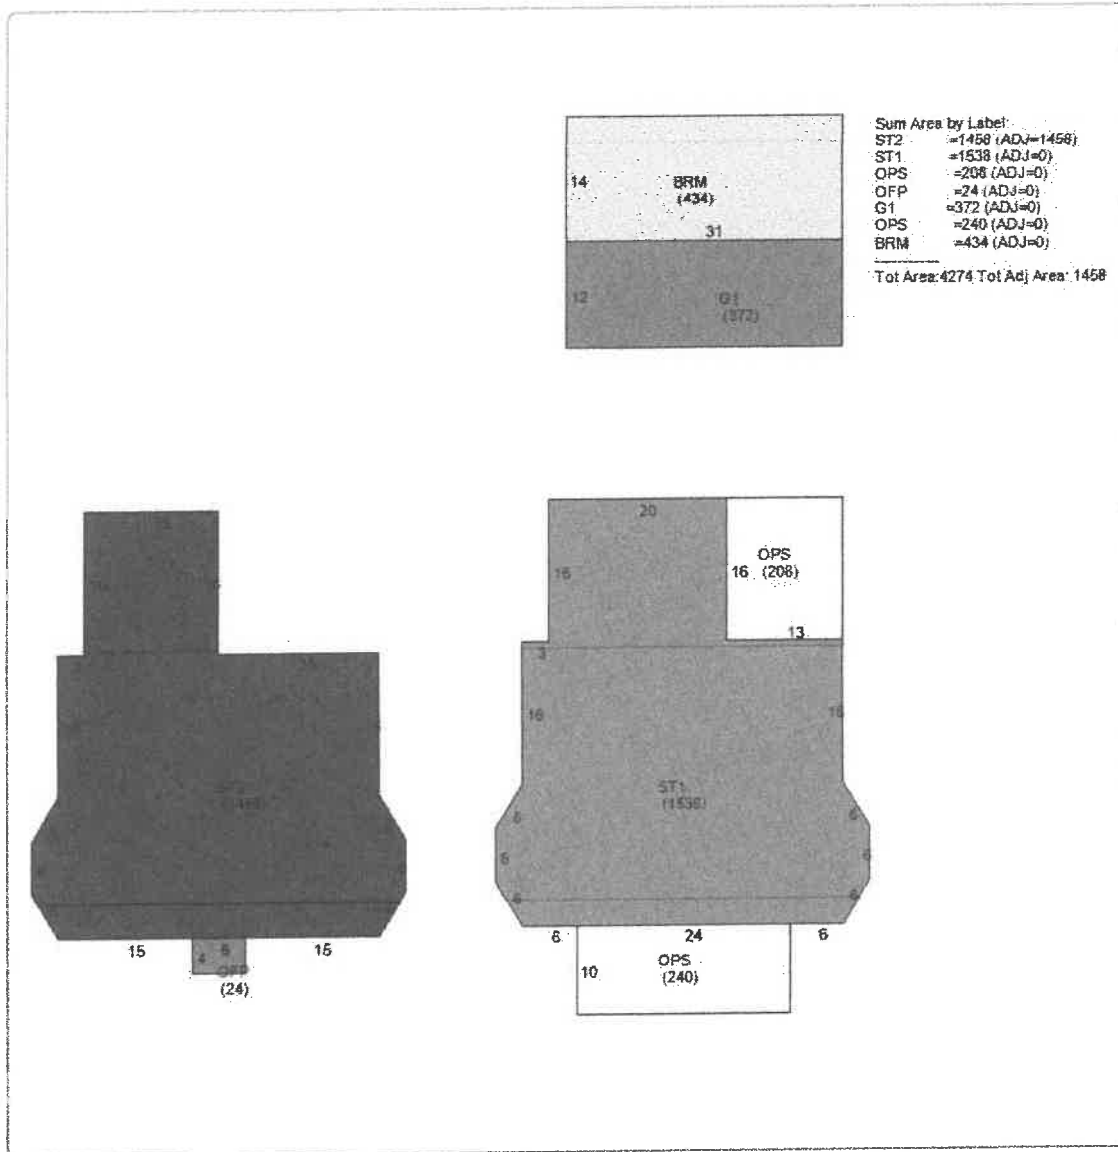 Sum Area by Label:
ST2 =1458 (ADJ=1458)
ST1 =1538 (ADJ=0)
OPS =208 (ADJ=0)
OFP =24 (ADJ=0)
G1 =372 (ADJ=0)
OPS =240 (ADJ=0)
BRM =434 (ADJ=0)
Tot Area:4274 Tot Adj Area: 1458
14
BRM
(434)
31
12
G1
(372)
20
16
16
OPS
(208)
13
3
16
16
ST1
(1538)
6
6
6
6
6
6
6
24
6
10
OPS
(240)
ST2
15
6
15
4
OFP
(24)